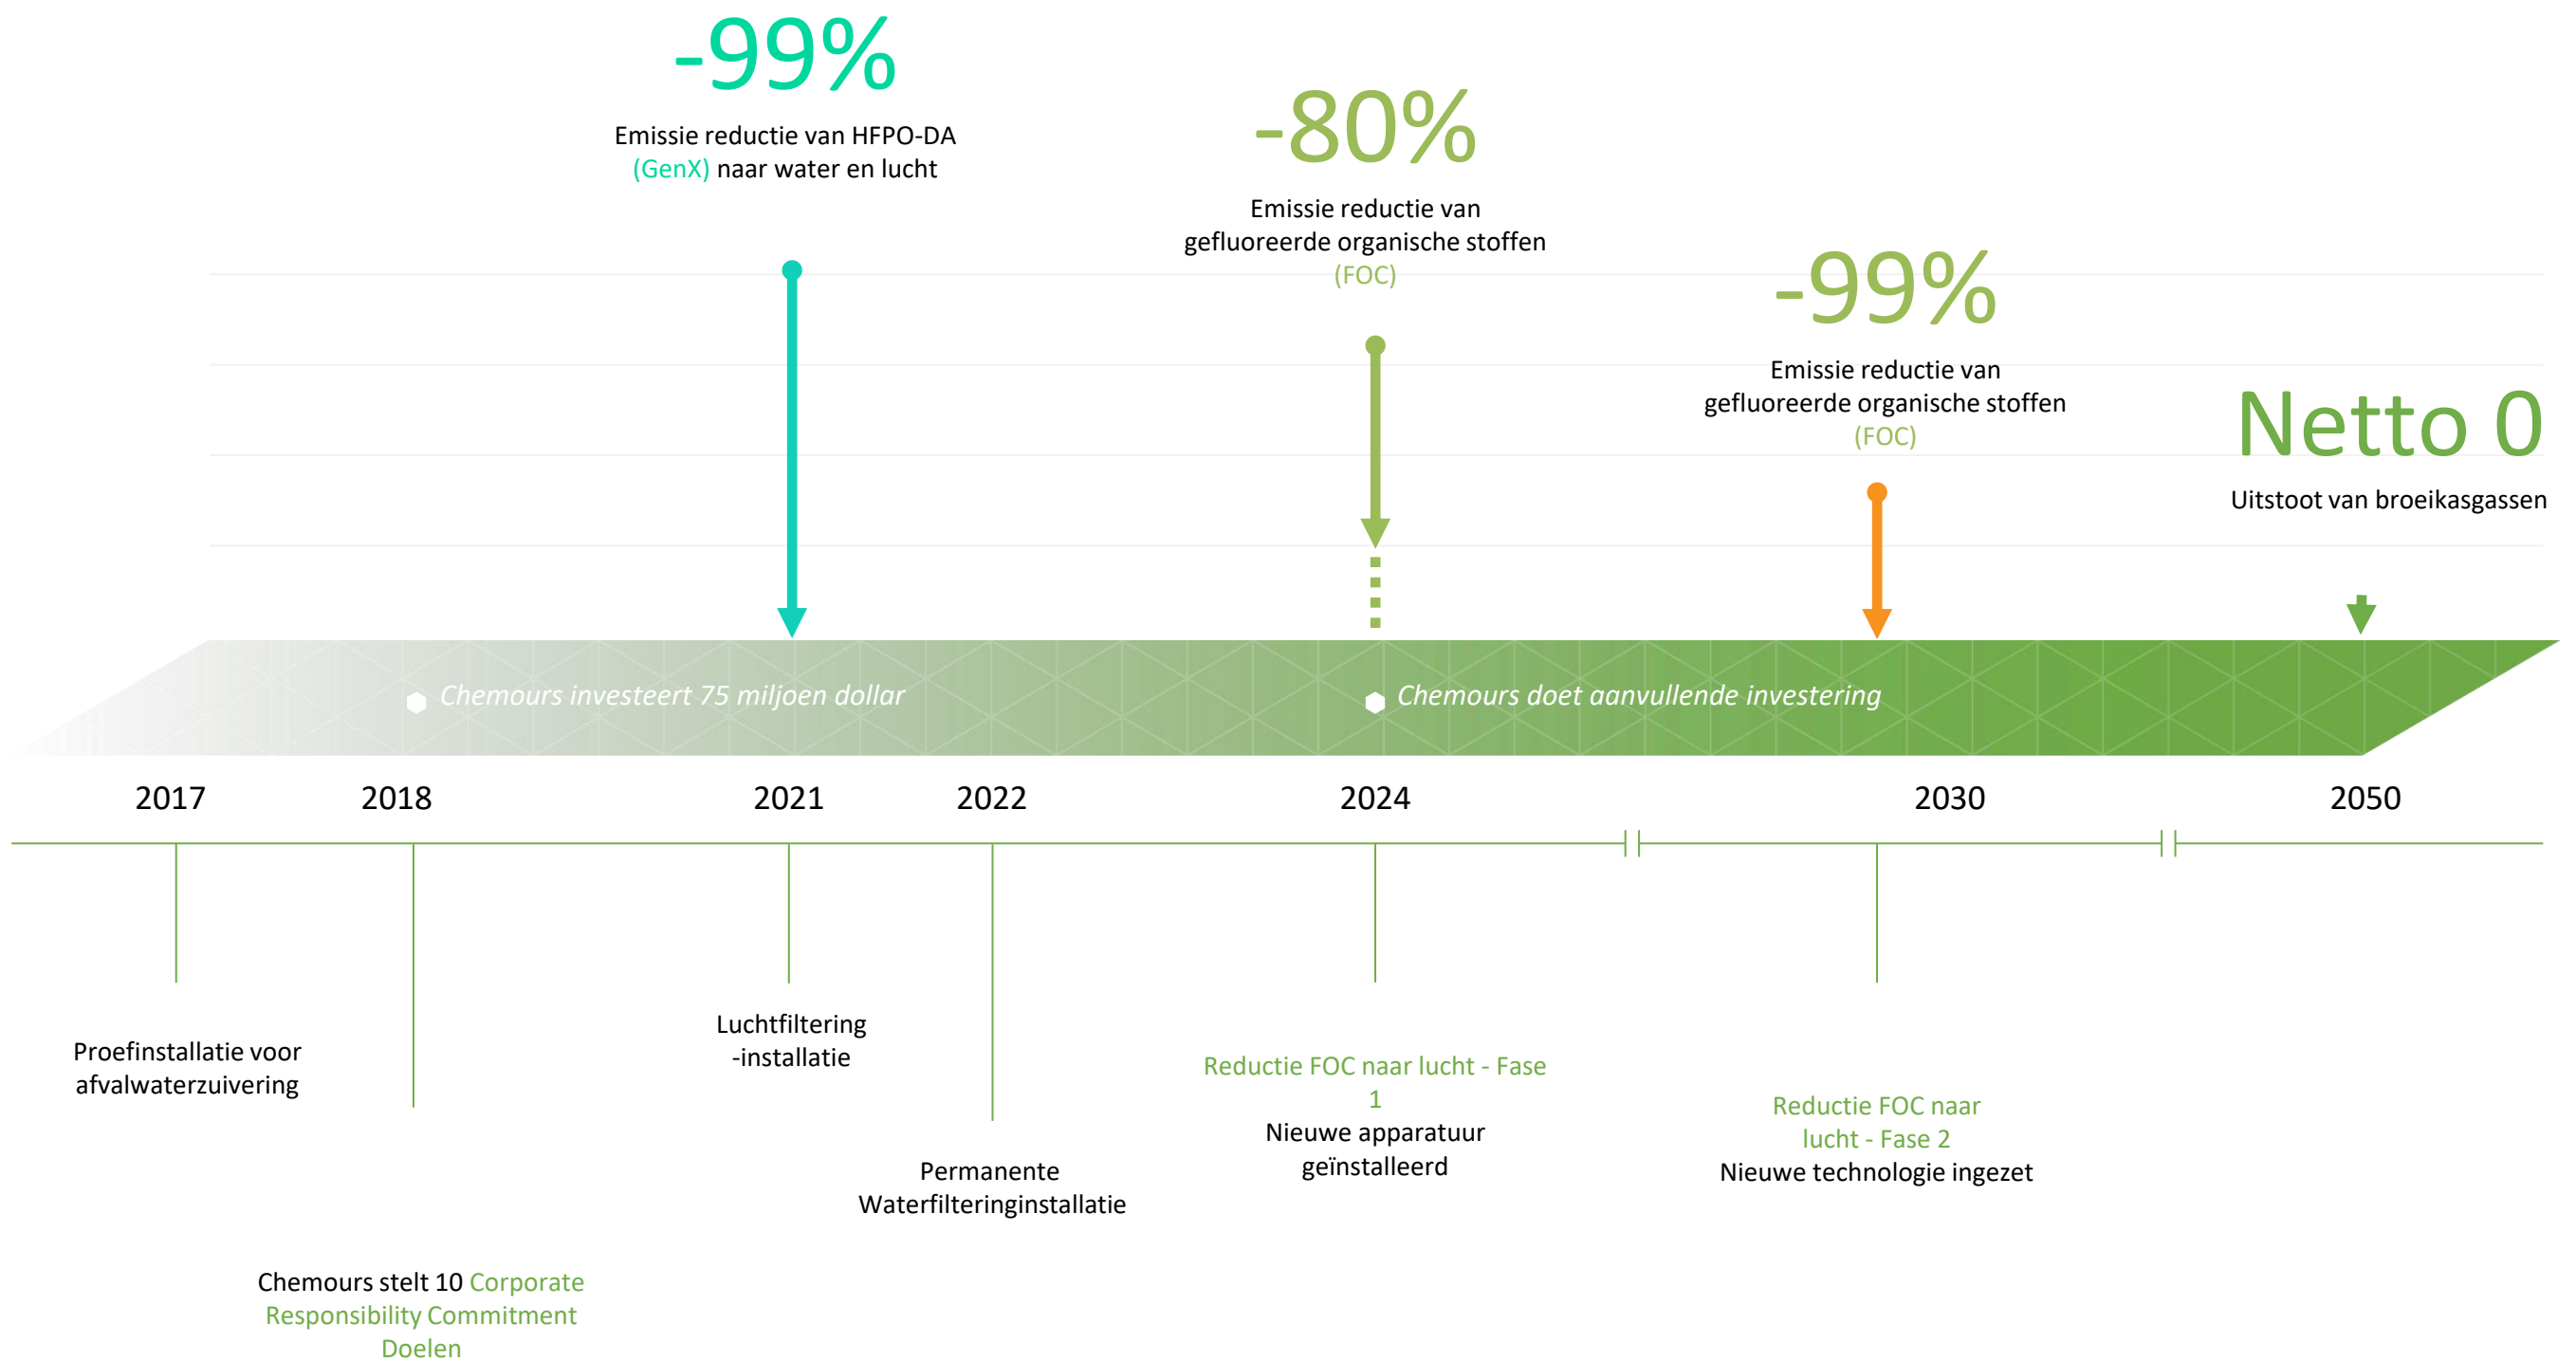 -99%
Emissie reductie van HFPO-DA
(GenX) naar water en lucht
-80%
Emissie reductie van
gefluoreerde organische stoffen
(FOC)
-99%
Emissie reductie van
gefluoreerde organische stoffen
(FOC)
Netto 0
Uitstoot van broeikasgassen
Chemours investeert 75 miljoen dollar
Chemours doet aanvullende investering
2017
2018
2021
2022
2024
2030
2050
Proefinstallatie voor
afvalwaterzuivering
Chemours stelt 10 Corporate
Responsibility Commitment
Doelen
Luchtfiltering
-installatie
Permanente
Waterfilteringinstallatie
Reductie FOC naar lucht - Fase
1
Nieuwe apparatuur
geïnstalleerd
Reductie FOC naar
lucht - Fase 2
Nieuwe technologie ingezet